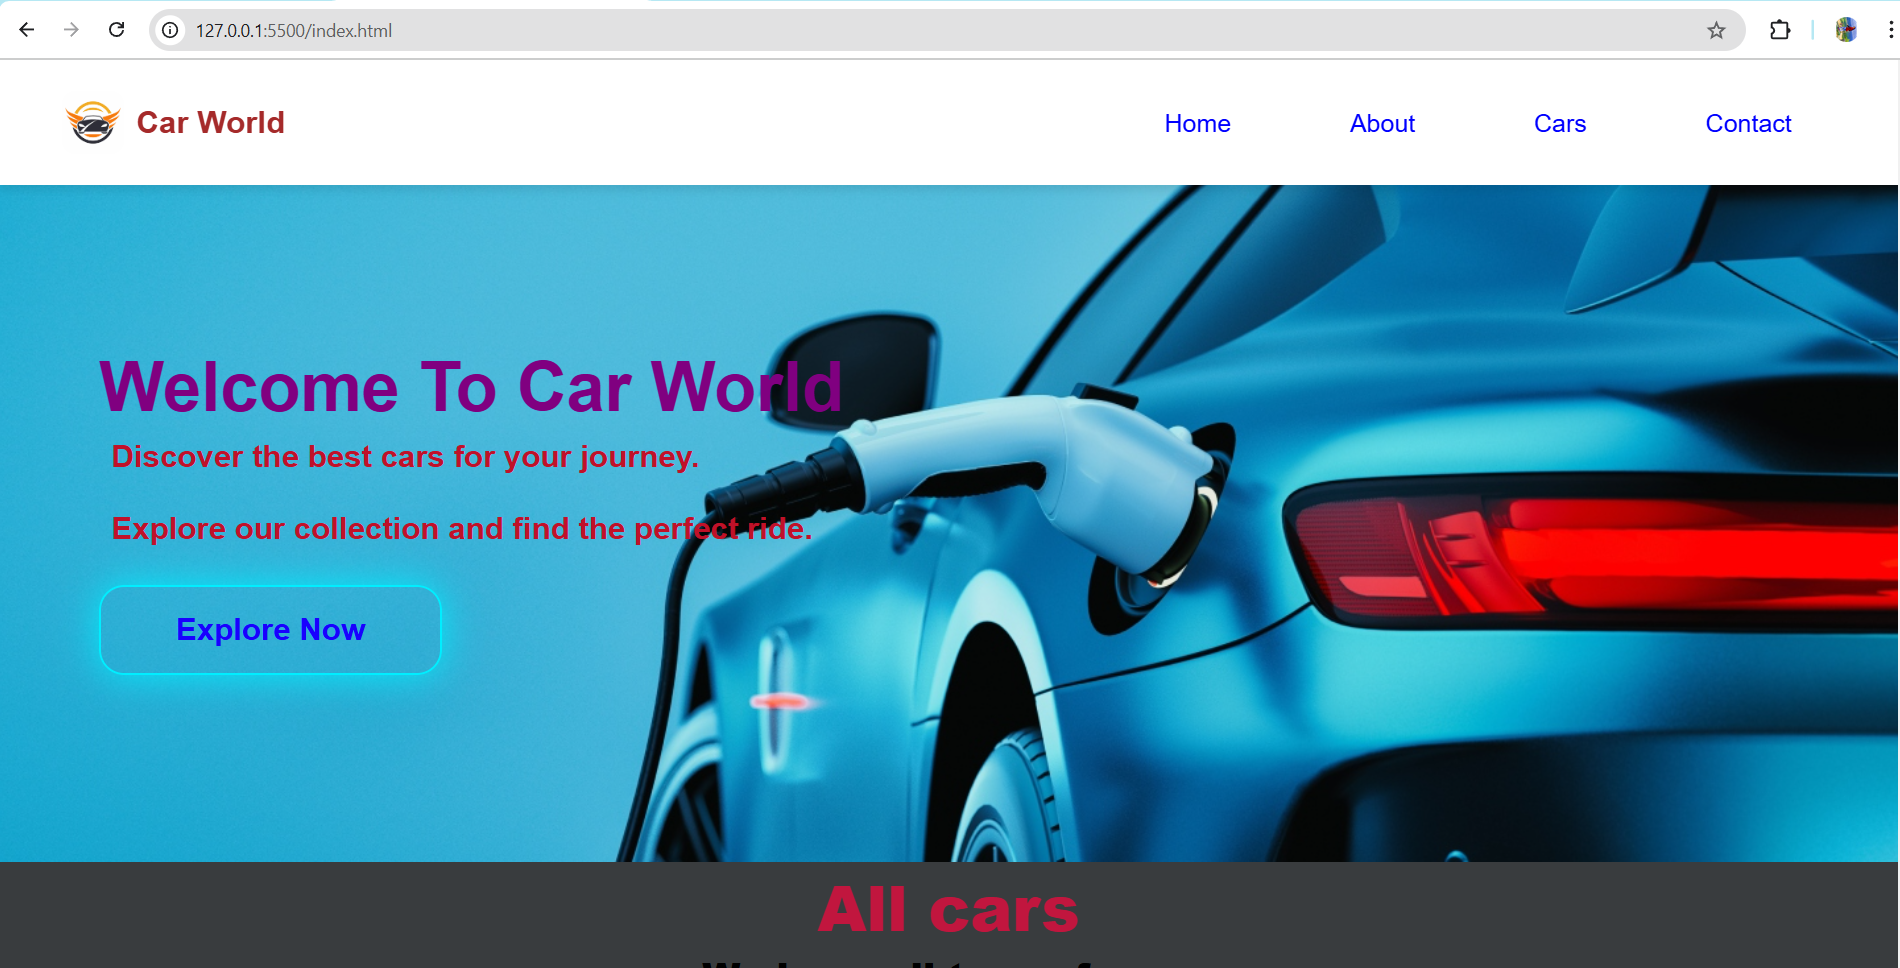 127.0.0.1:5500/index.html
Car World
Home About Cars Contact
Welcome To Car World
Discover the best cars for your journey.
Explore our collection and find the perfect ride.
Explore Now
All cars